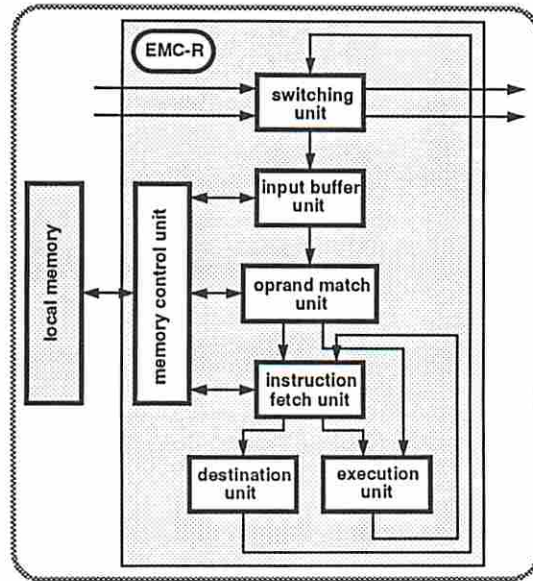 EMC-R
switching
unit
input buffer
unit
local memory
memory control unit
oprand match
unit
instruction
fetch unit
destination
unit
execution
unit